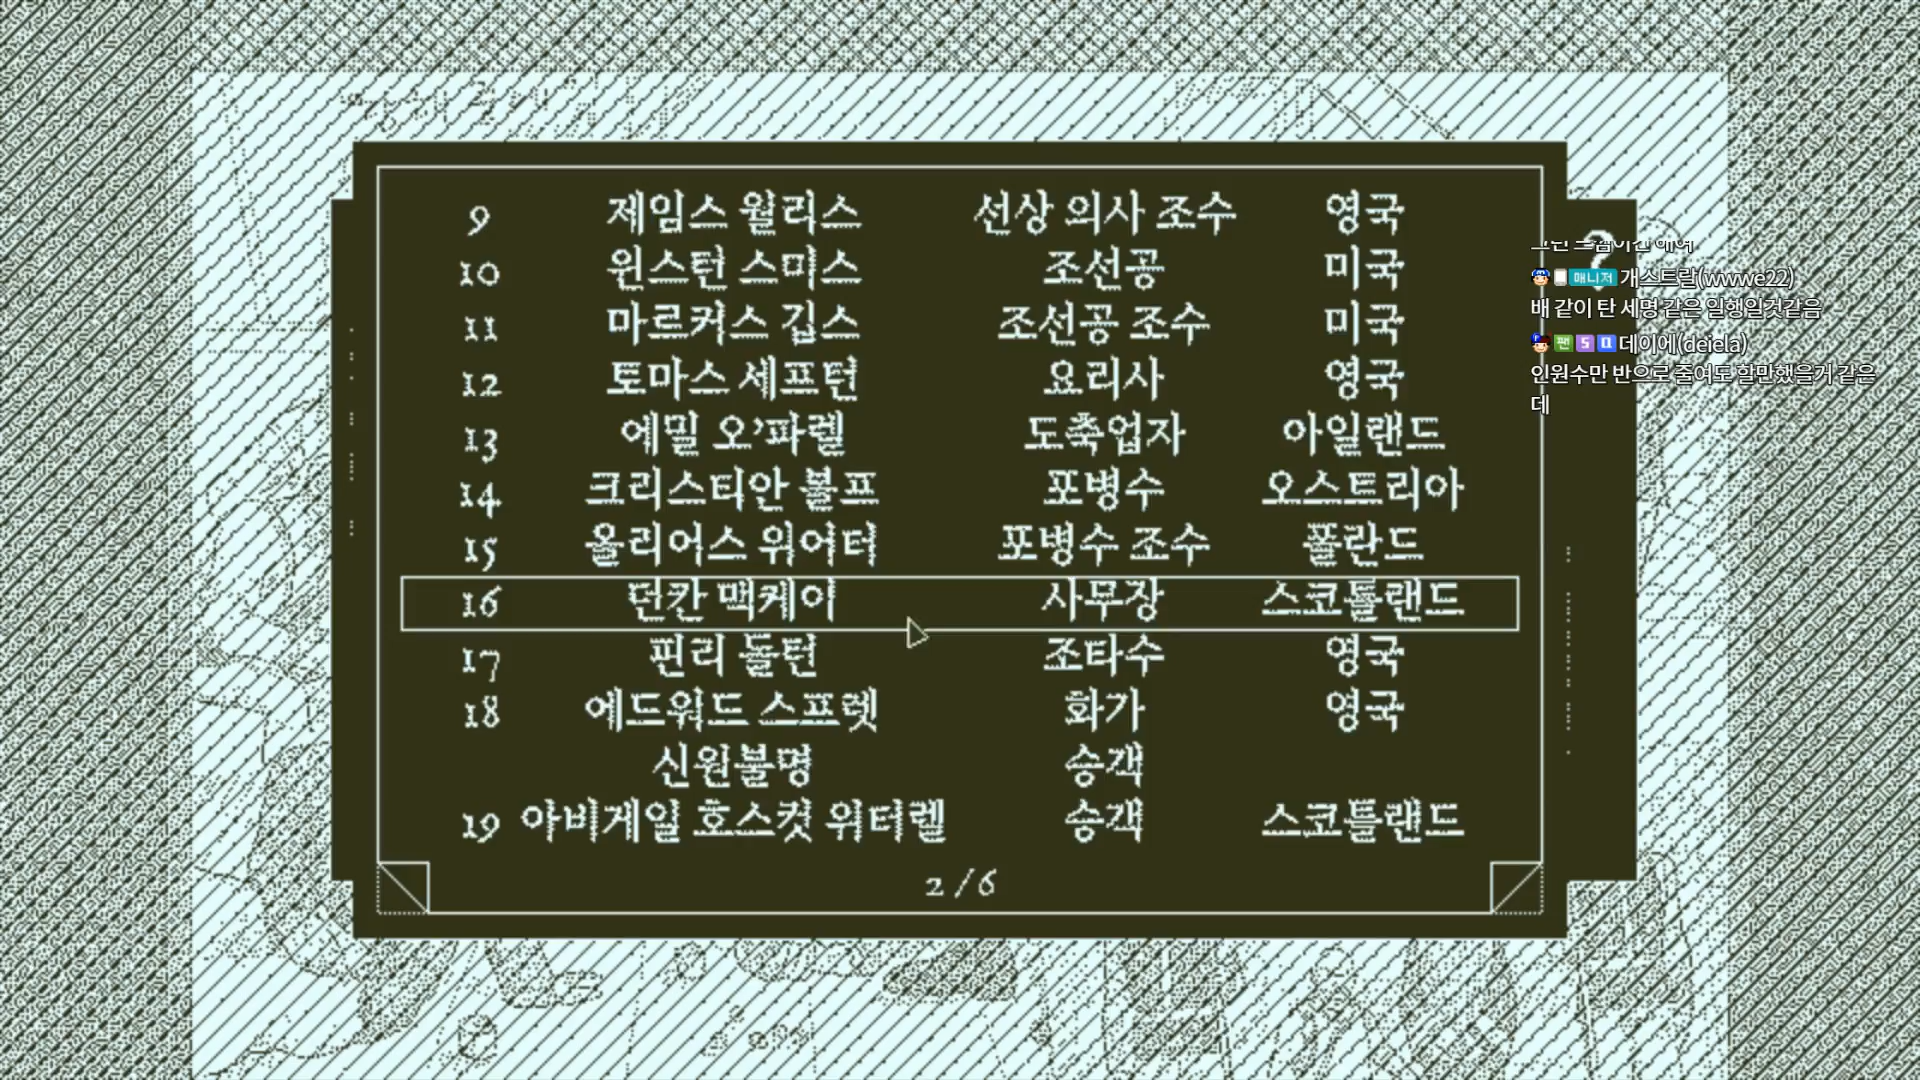 9 제임스 월리스 선상 의사 조수 영국
10 윈스턴 스미스 조선공 미국
11 마르커스 깁스 조선공 조수 미국
12 토마스 세프턴 요리사 영국
13 에밀 오'파렐 도축업자 아일랜드
14 크리스티안 볼프 포병수 오스트리아
15 올리어스 위어터 포병수 조수 폴란드
16 던칸 맥케이 사무장 스코틀랜드
17 핀리 돌턴 조타수 영국
18 에드워드 스프렛 화가 영국
신원불명 승객
19 아비게일 호스컷 위터렐 승객 스코틀랜드
2/6
?
매니저 개스트랄(wwwe22)
배 같이 탄 세명 같은 일행일것같음
팬 5 데이에(deiela)
인원수만 반으로 줄여도 할만했을거 같은
데